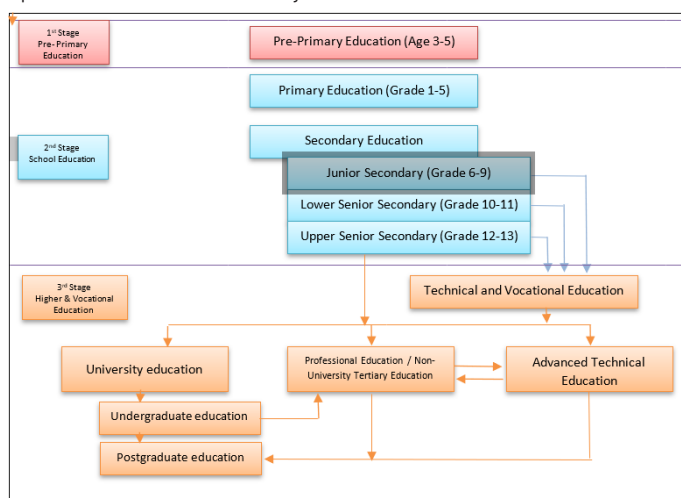 1st Stage
Pre- Primary
Education
Pre-Primary Education (Age 3-5)
Primary Education (Grade 1-5)
2nd Stage
School Education
Secondary Education
Junior Secondary (Grade 6-9)
Lower Senior Secondary (Grade 10-11)
Upper Senior Secondary (Grade 12-13)
3rd Stage
Higher & Vocational
Education
Technical and Vocational Education
University education
Professional Education / Non-
University Tertiary Education
Advanced Technical
Education
Undergraduate education
Postgraduate education